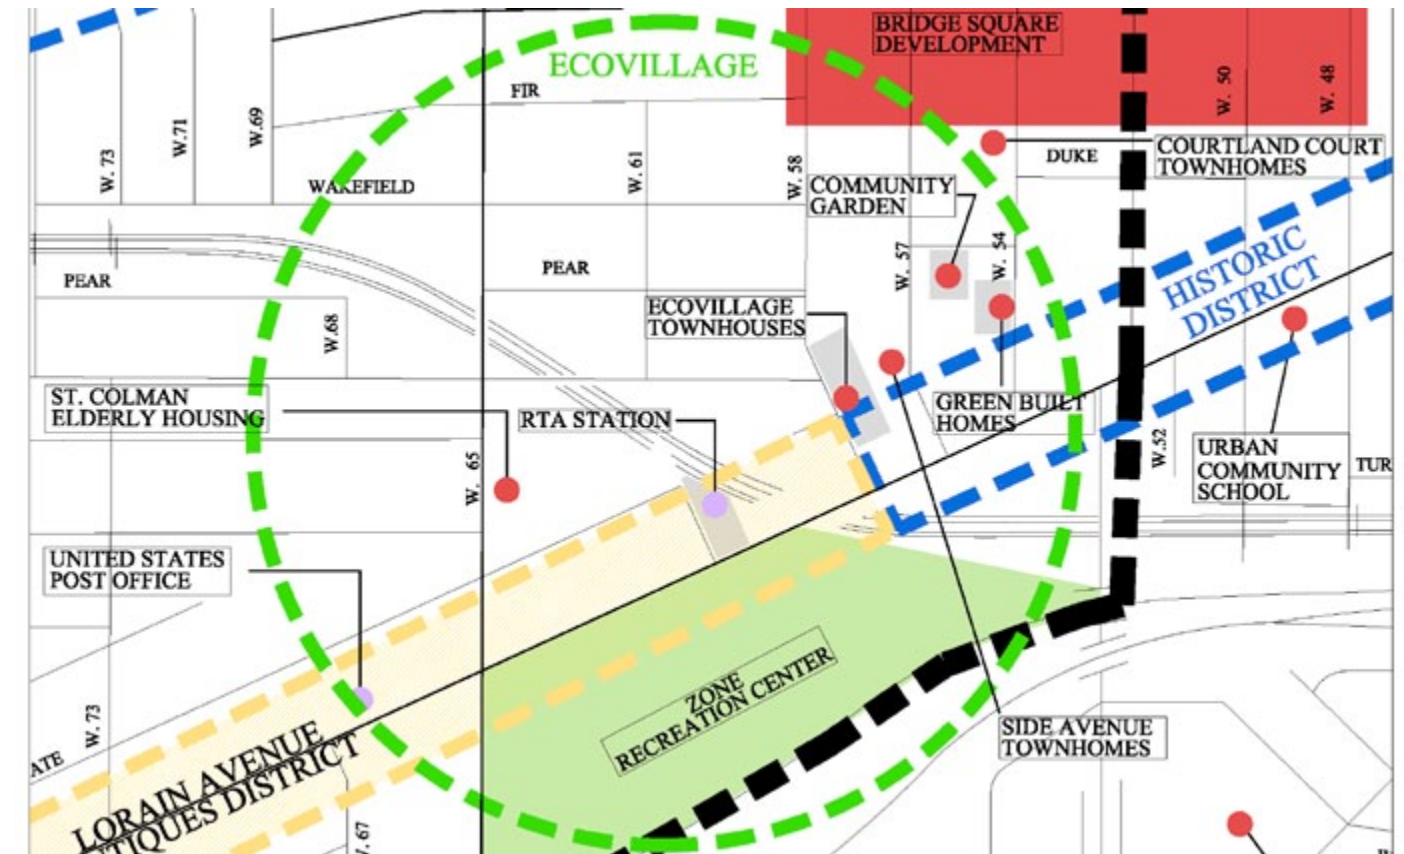 BRIDGE SQUARE
DEVELOPMENT
ECOVILLAGE
FIR
W. 50
W. 48
W. 73
W.71
W.69
W. 61
W. 58
WAKEFIELD
DUKE
COURTLAND COURT
TOWNHOMES
COMMUNITY
GARDEN
W. 57
W. 54
HISTORIC
DISTRICT
PEAR
PEAR
W.68
ECOVILLAGE
TOWNHOUSES
ST. COLMAN
ELDERLY HOUSING
RTA STATION
GREEN BUILT
HOMES
W. 65
W.52
URBAN
COMMUNITY
SCHOOL
TUR
UNITED STATES
POST OFFICE
ZONE
RECREATION CENTER
SIDE AVENUE
TOWNHOMES
W. 73
ATE
LORAIN AVENUE
TIQUES DISTRICT
. 67